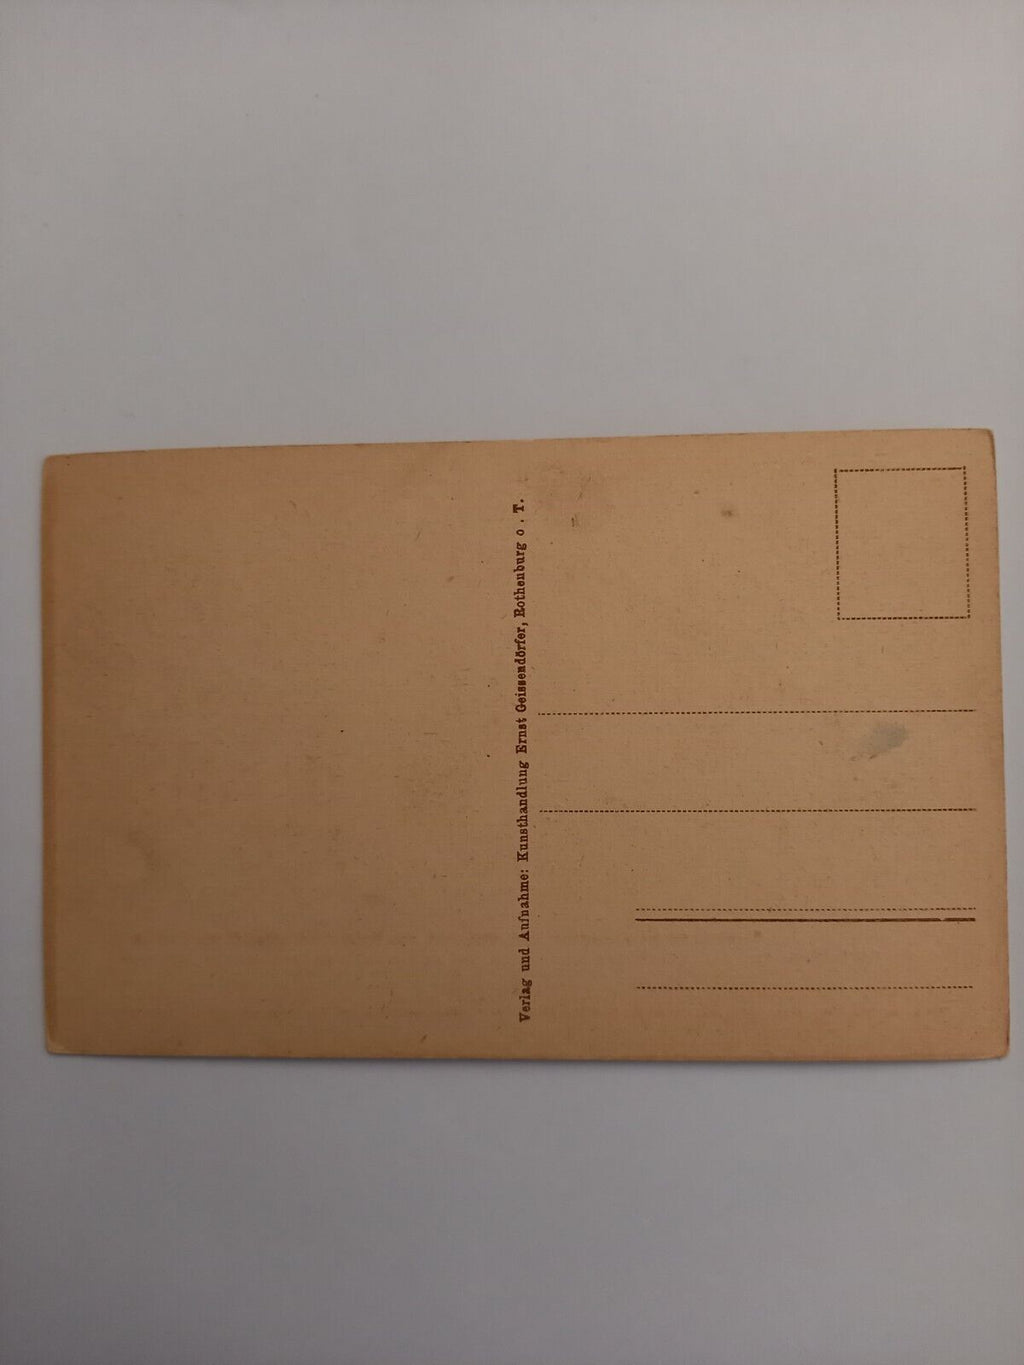 Verlag und Aufnahme: Kunsthandlung Ernst Geissendörfer, Rothenburg o. T.